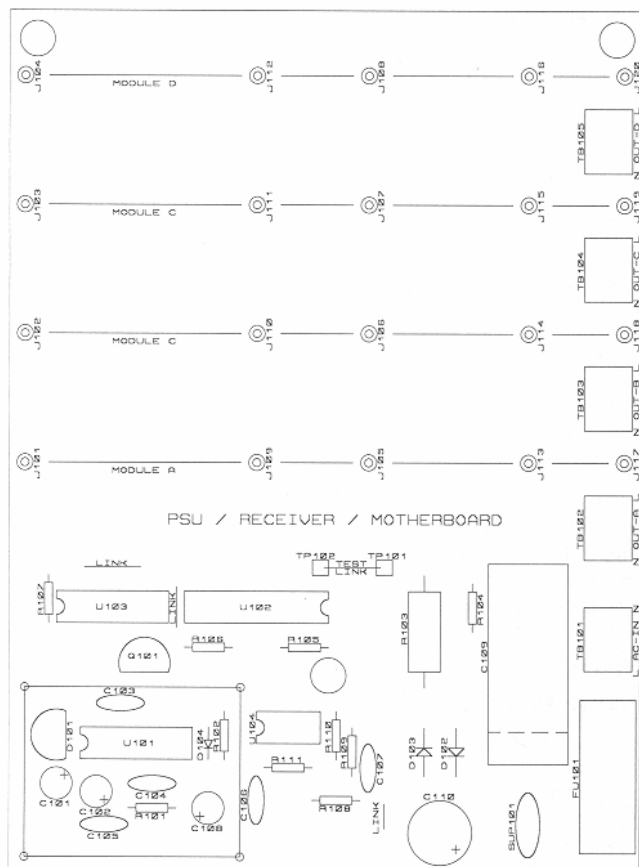 J104
J112
J108
J116
J120
MODULE D
TB105
N OUT-D L
J103
J111
J107
J115
J119
MODULE C
TB104
N OUT-C L
J102
J110
J106
J114
J118
MODULE C
TB103
N OUT-B L
J101
J109
J105
J113
J117
MODULE A
PSU / RECEIVER / MOTHERBOARD
TB102
N OUT-A L
LINK
TP102
TP101
TEST
LINK
R107
U103
LINK
U102
R103
R104
C109
TB101
L AC-IN N
R106
R105
Q101
C103
D101
U101
D104
R102
U104
R110
R109
C107
D103
D102
R111
FU101
C101
C102
C104
R101
C105
C108
C106
R108
LINK
C110
SUP101